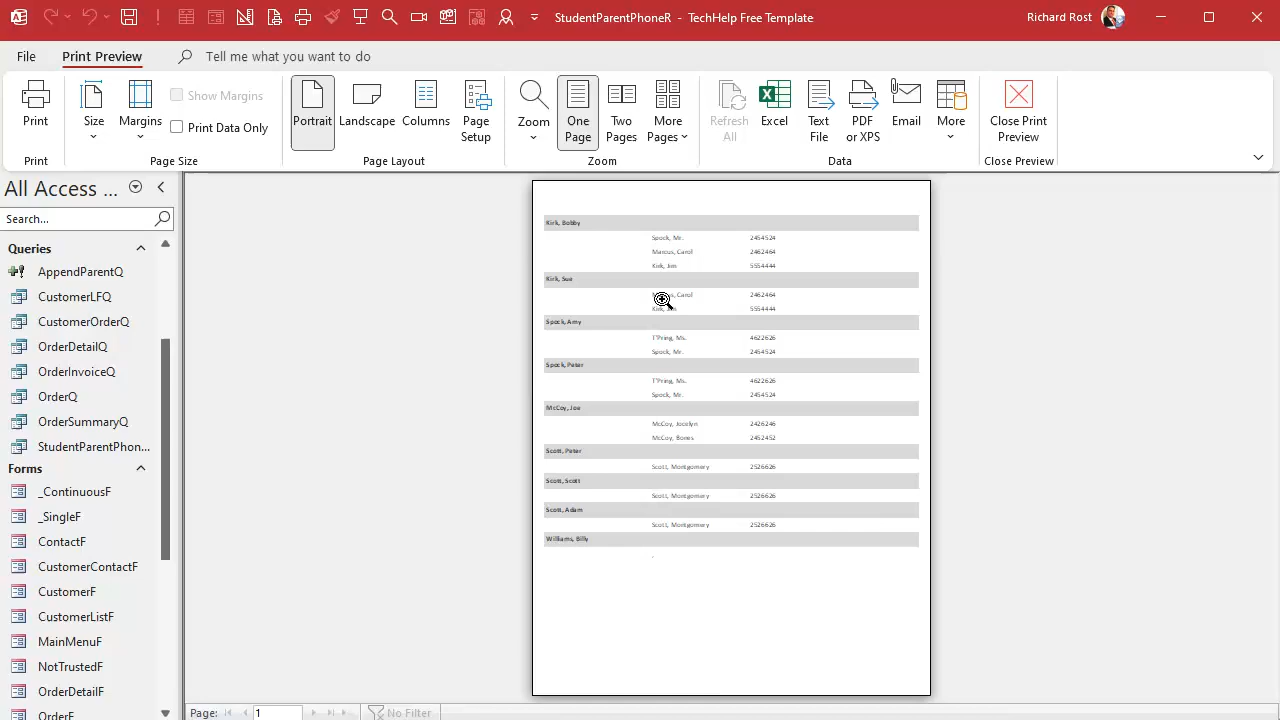 StudentParentPhoneR - TechHelp Free Template
Richard Rost
File
Print Preview
Tell me what you want to do
Print
Size
Margins
Show Margins
Print Data Only
Portrait
Landscape
Columns
Page Setup
Zoom
One Page
Two Pages
More Pages
Refresh All
Excel
Text File
PDF or XPS
Email
More
Close Print Preview
Print
Page Size
Page Layout
Zoom
Data
Close Preview
All Access ...
Search...
Queries
AppendParentQ
CustomerLFQ
CustomerOrderQ
OrderDetailQ
OrderInvoiceQ
OrderQ
OrderSummaryQ
StudentParentPhon...
Forms
_ContinuousF
_SingleF
ContactF
CustomerContactF
CustomerF
CustomerListF
MainMenuF
NotTrustedF
OrderDetailF
OrderF
Kirk, Bobby
Spock, Mr. 2454524
Marcus, Carol 2462464
Kirk, Jim 5554444
Kirk, Sue
Carol 2462464
Kirk, 5554444
Spock, Amy
T'Pring, Ms. 4622626
Spock, Mr. 2454524
Spock, Peter
T'Pring, Ms. 4622626
Spock, Mr. 2454524
McCoy, Joe
McCoy, Jocelyn 2426246
McCoy, Bones 2452452
Scott, Peter
Scott, Montgomery 2526626
Scott, Scott
Scott, Montgomery 2526626
Scott, Adam
Scott, Montgomery 2526626
Williams, Billy
,
Page: 1
No Filter